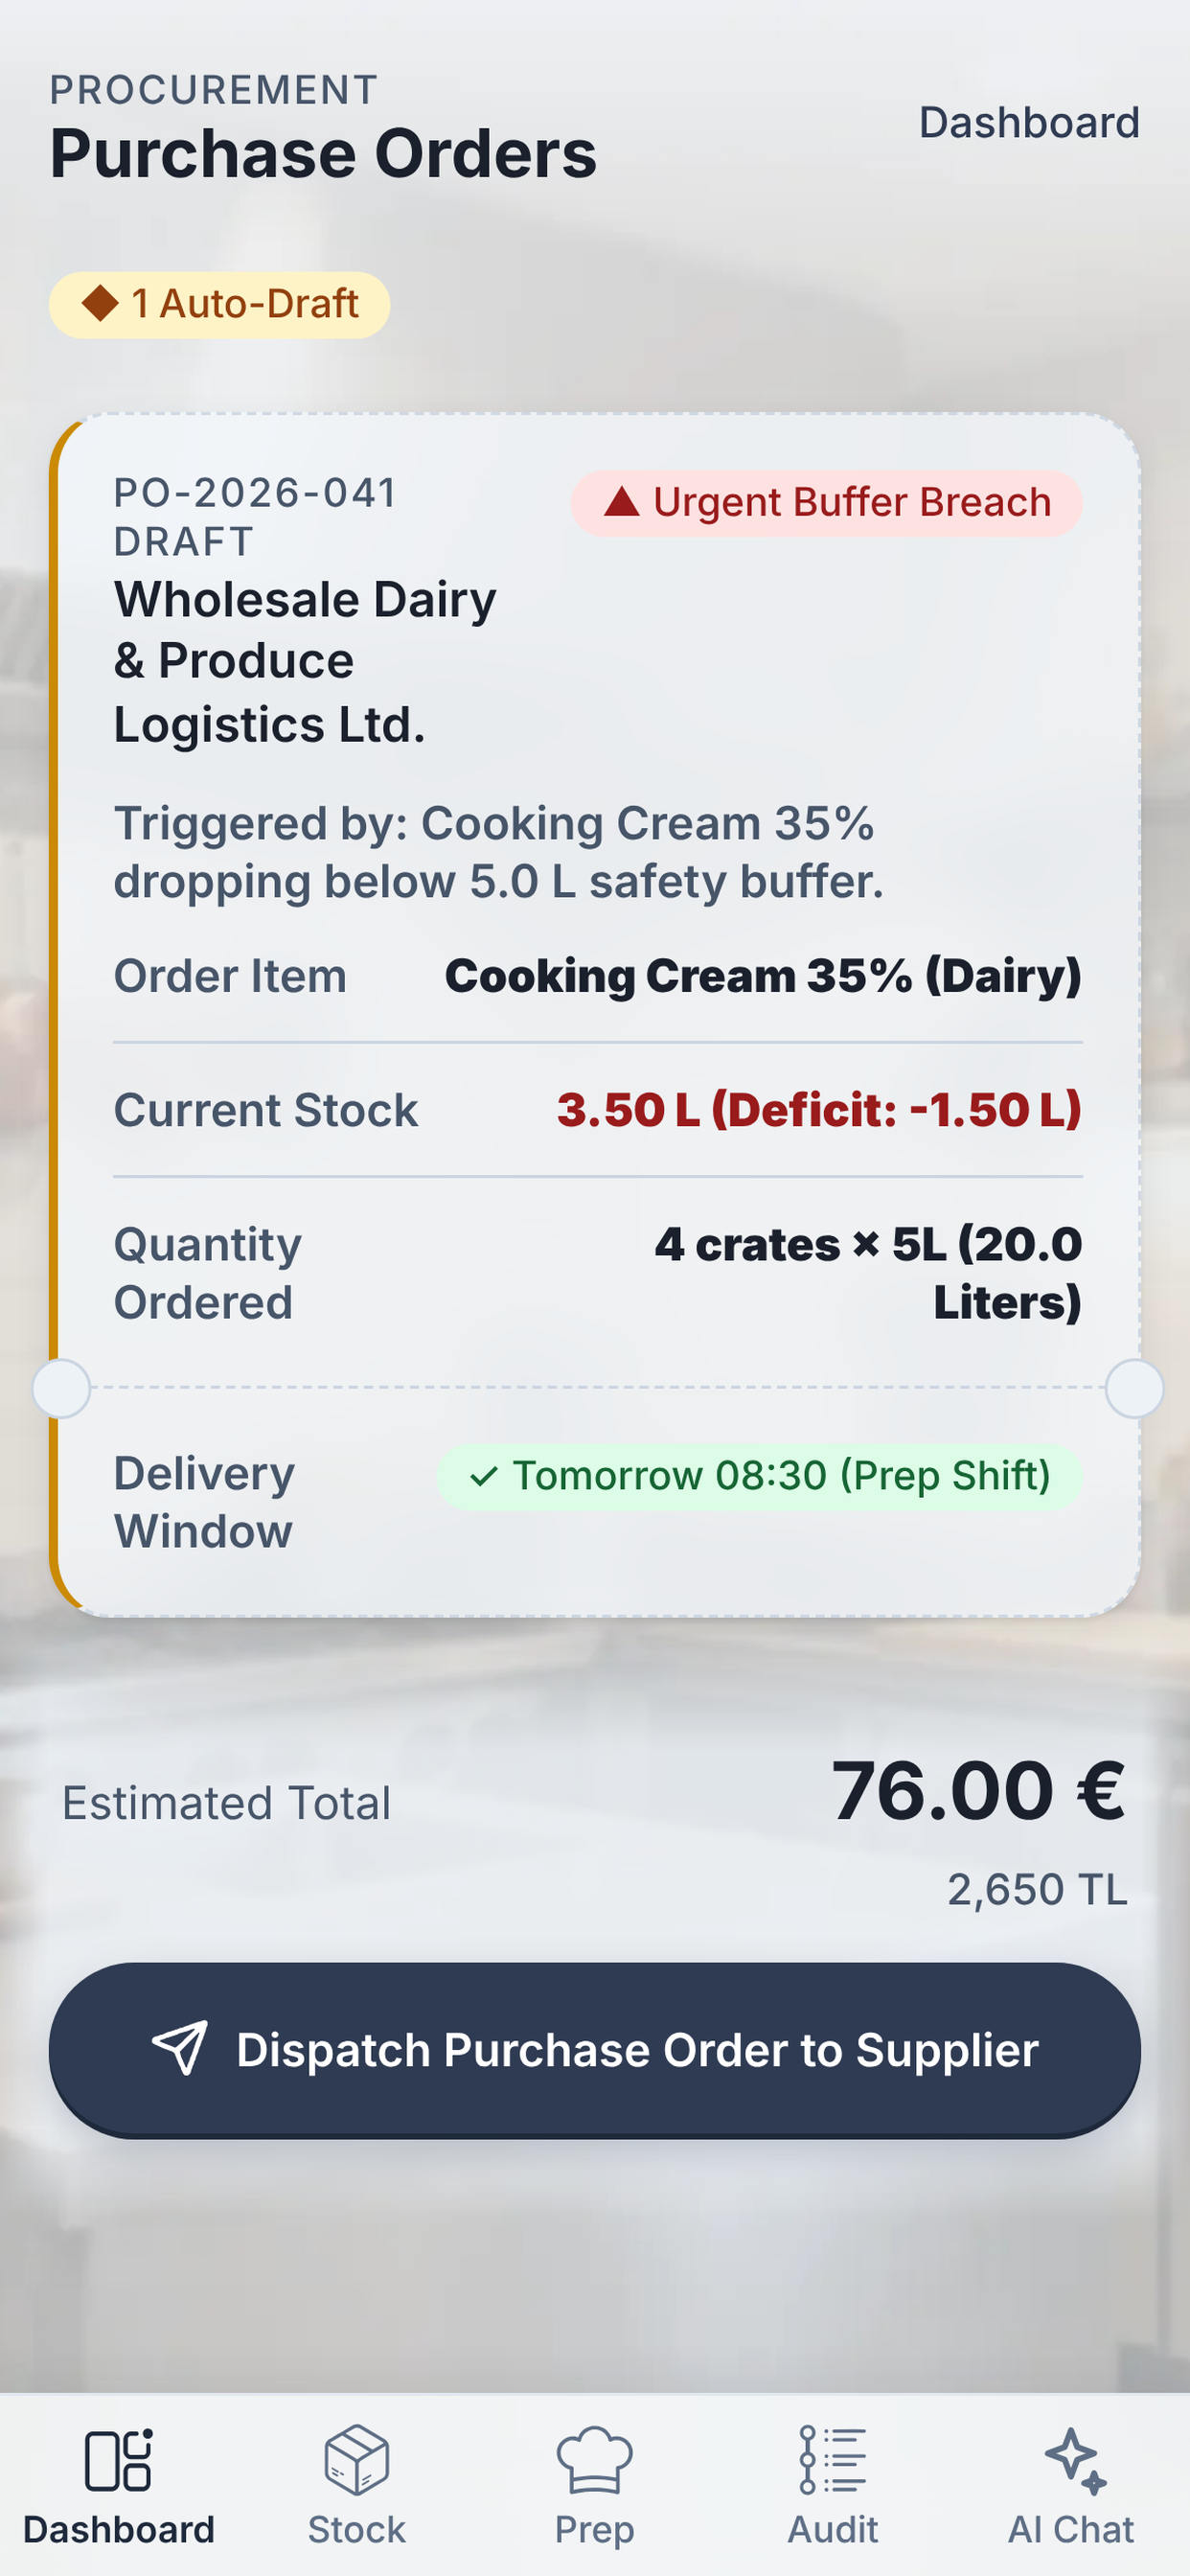 PROCUREMENT
Purchase Orders
Dashboard
1 Auto-Draft
PO-2026-041
DRAFT
Urgent Buffer Breach
Wholesale Dairy
& Produce
Logistics Ltd.
Triggered by: Cooking Cream 35%
dropping below 5.0 L safety buffer.
Order Item
Cooking Cream 35% (Dairy)
Current Stock
3.50 L (Deficit: -1.50 L)
Quantity
Ordered
4 crates × 5L (20.0
Liters)
Delivery
Window
✓ Tomorrow 08:30 (Prep Shift)
Estimated Total
76.00 €
2,650 TL
Dispatch Purchase Order to Supplier
Dashboard
Stock
Prep
Audit
AI Chat